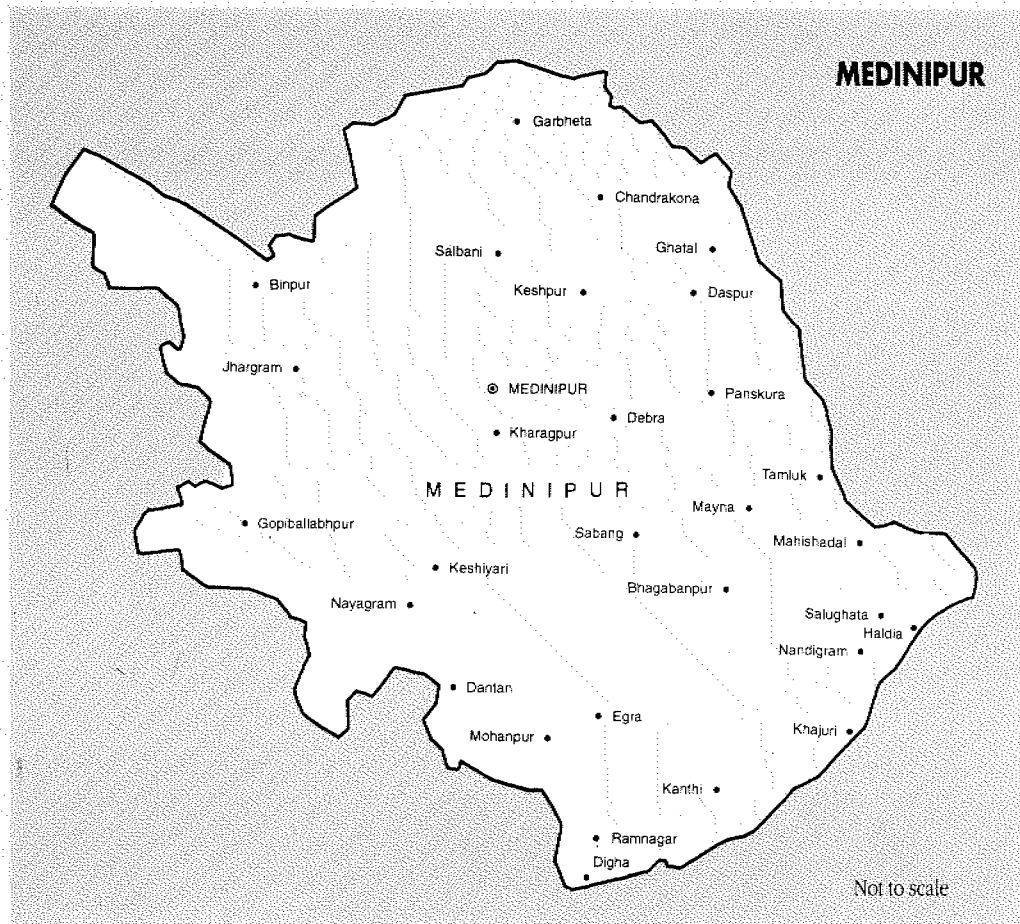 MEDINIPUR
Garbheta
Chandrakona
Salbani
Ghatal
Binpur
Keshpur
Daspur
Jhargram
MEDINIPUR
Panskura
Debra
Kharagpur
Tamluk
MEDINIPUR
Mayna
Gopiballabhpur
Sabang
Mahishadal
Keshiyari
Bhagabanpur
Nayagram
Salughata
Haldia
Nandigram
Dantan
Egra
Mohanpur
Khajuri
Kanthi
Ramnagar
Digha
Not to scale